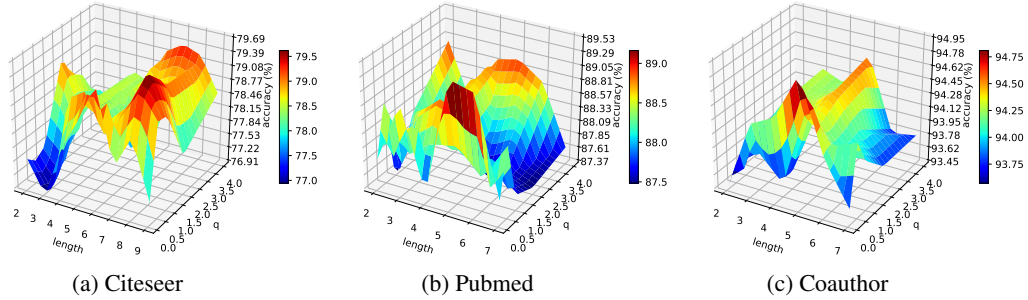 79.69
79.39
79.08
78.77
78.46
78.15
77.84
77.53
77.22
76.91
accuracy (%)
79.5
79.0
78.5
78.0
77.5
77.0
2 3 4 5 6 7 8 9
length
0.0 0.5 1.0 1.5 2.0 2.5 3.0 3.5 4.0
q
89.53
89.29
89.05
88.81
88.57
88.33
88.09
87.85
87.61
87.37
accuracy (%)
89.0
88.5
88.0
87.5
2 3 4 5 6 7
length
0.0 0.5 1.0 1.5 2.0 2.5 3.0 3.5 4.0
q
94.95
94.78
94.62
94.45
94.28
94.12
93.95
93.78
93.62
93.45
accuracy (%)
94.75
94.50
94.25
94.00
93.75
2 3 4 5 6 7
length
0.0 0.5 1.0 1.5 2.0 2.5 3.0 3.5 4.0
q
(a) Citeseer
(b) Pubmed
(c) Coauthor